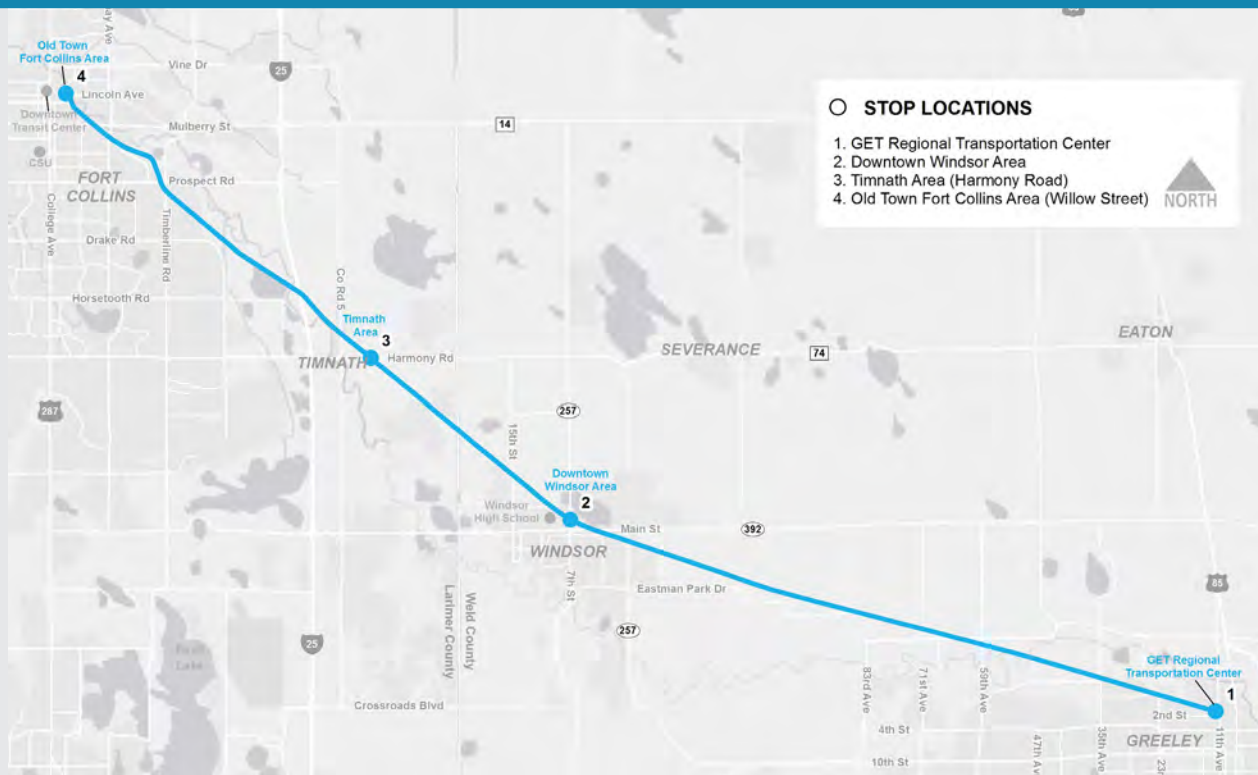 ay Ave
Old Town
Fort Collins Area
4
Vine Dr
25
Lincoln Ave
Downtown
Transit Center
Mulberry St
14
CSU
FORT
COLLINS
Prospect Rd
College Ave
Timberline Rd
Drake Rd
Horsetooth Rd
Co Rd 5
STOP LOCATIONS
1. GET Regional Transportation Center
2. Downtown Windsor Area
3. Timnath Area (Harmony Road)
4. Old Town Fort Collins Area (Willow Street)
NORTH
Timnath
Area
3
TIMNATH
Harmony Rd
SEVERANCE
74
EATON
287
257
15th St
Downtown
Windsor Area
2
Windsor
High School
Main St
392
WINDSOR
7th St
Eastman Park Dr
85
Larimer County
Weld County
257
25
Crossroads Blvd
83rd Ave
71st Ave
59th Ave
GET Regional
Transportation Center
1
2nd St
11th Ave
4th St
35th Ave
GREELEY
47th Av
23
10th St